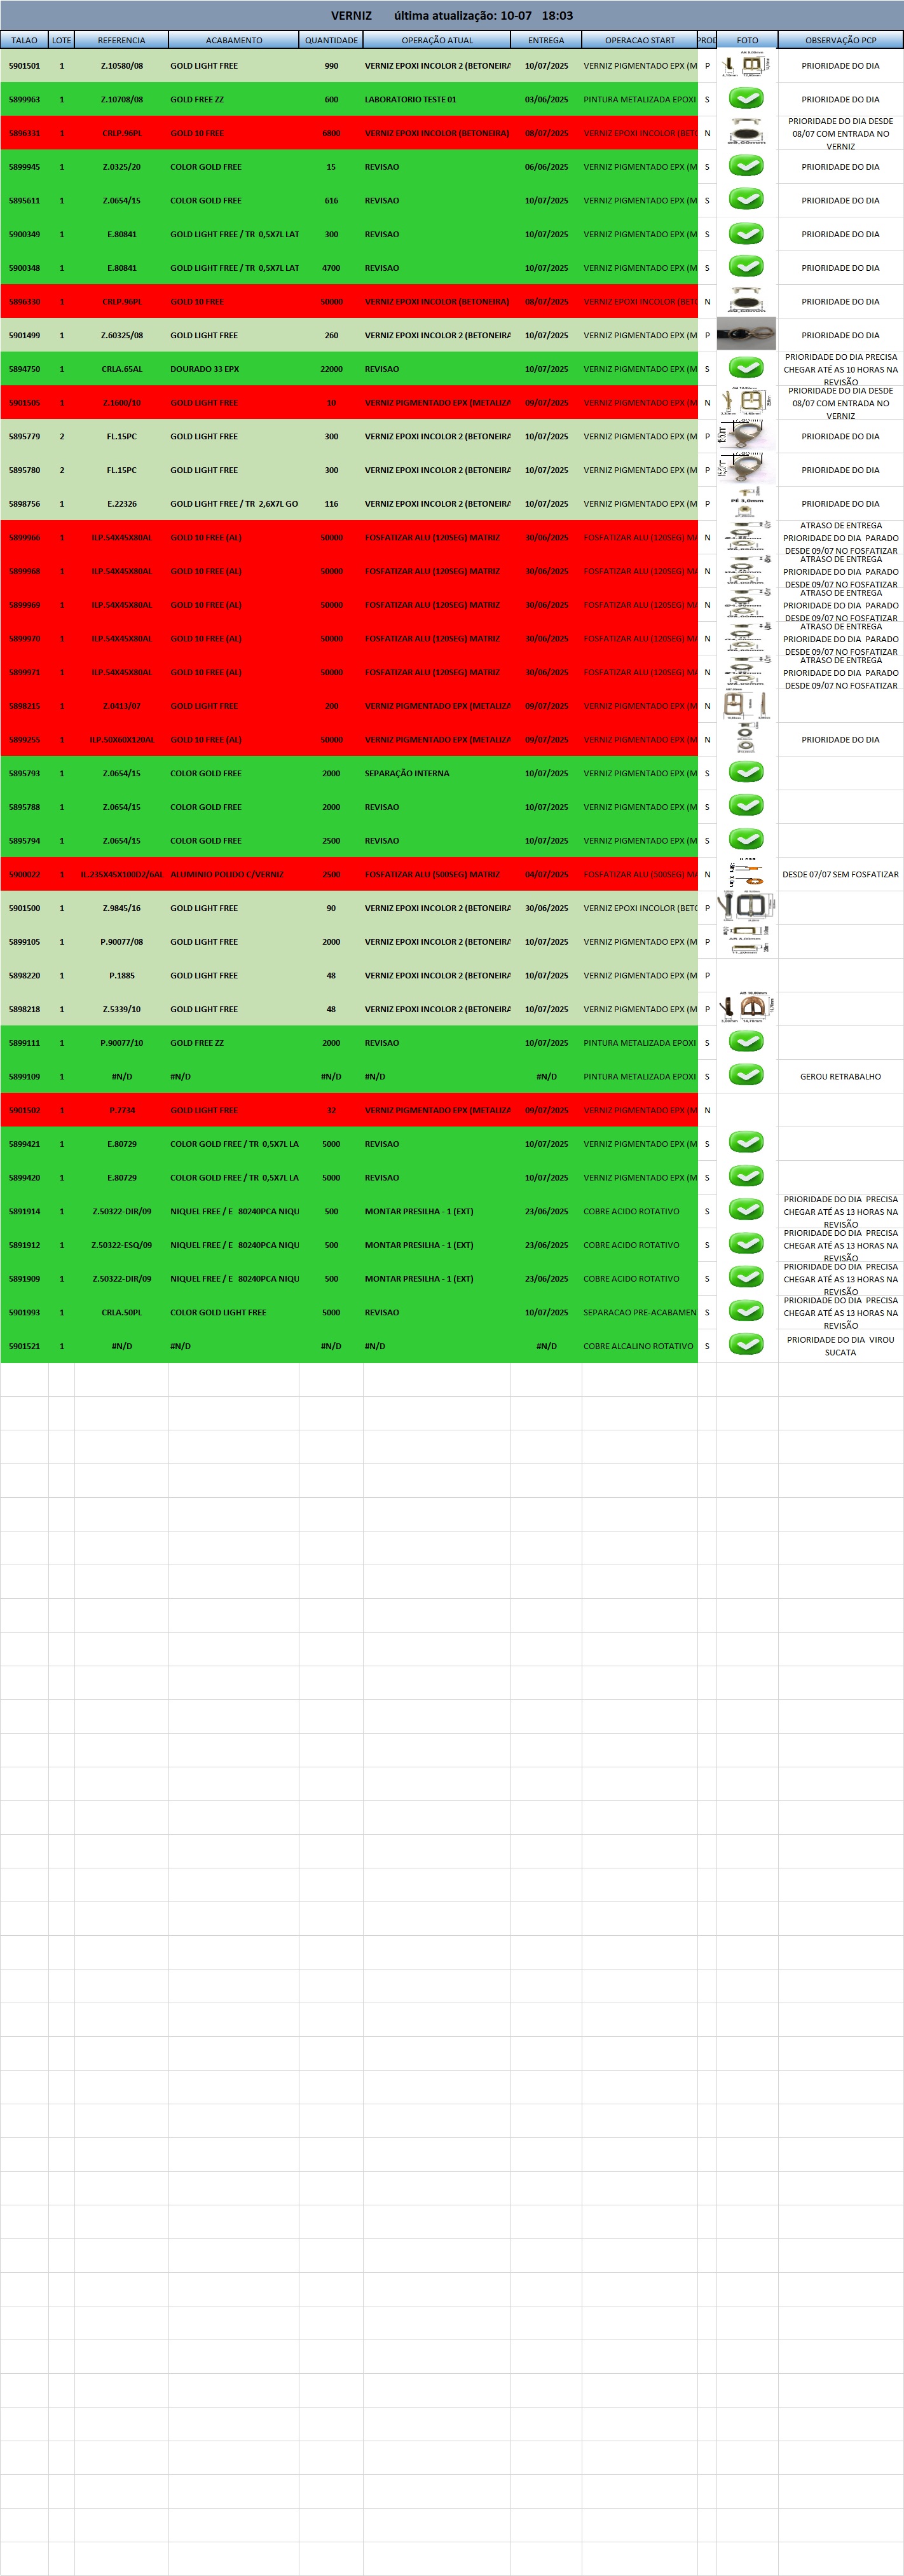 VERNIZ última atualização: 10-07 18:03
TALAO LOTE REFERENCIA ACABAMENTO QUANTIDADE OPERAÇÃO ATUAL ENTREGA OPERACAO START PROD FOTO OBSERVAÇÃO PCP
5901501 1 Z.10580/08 GOLD LIGHT FREE 990 VERNIZ EPOXI INCOLOR 2 (BETONEIRA 10/07/2025 VERNIZ PIGMENTADO EPX (M P PRIORIDADE DO DIA
5899963 1 Z.10708/08 GOLD FREE ZZ 600 LABORATORIO TESTE 01 03/06/2025 PINTURA METALIZADA EPOXI S PRIORIDADE DO DIA
5896331 1 CRLP.96PL GOLD 10 FREE 6800 VERNIZ EPOXI INCOLOR (BETONEIRA) 08/07/2025 VERNIZ EPOXI INCOLOR (BETO N PRIORIDADE DO DIA DESDE
08/07 COM ENTRADA NO
VERNIZ
5899945 1 Z.0325/20 COLOR GOLD FREE 15 REVISAO 06/06/2025 VERNIZ PIGMENTADO EPX (M S PRIORIDADE DO DIA
5895611 1 Z.0654/15 COLOR GOLD FREE 616 REVISAO 10/07/2025 VERNIZ PIGMENTADO EPX (M S PRIORIDADE DO DIA
5900349 1 E.80841 GOLD LIGHT FREE / TR 0,5X7L LAT 300 REVISAO 10/07/2025 VERNIZ PIGMENTADO EPX (M S PRIORIDADE DO DIA
5900348 1 E.80841 GOLD LIGHT FREE / TR 0,5X7L LAT 4700 REVISAO 10/07/2025 VERNIZ PIGMENTADO EPX (M S PRIORIDADE DO DIA
5896330 1 CRLP.96PL GOLD 10 FREE 50000 VERNIZ EPOXI INCOLOR (BETONEIRA) 08/07/2025 VERNIZ EPOXI INCOLOR (BETO N PRIORIDADE DO DIA
5901499 1 Z.60325/08 GOLD LIGHT FREE 260 VERNIZ EPOXI INCOLOR 2 (BETONEIRA 10/07/2025 VERNIZ PIGMENTADO EPX (M P PRIORIDADE DO DIA
5894750 1 CRLA.65AL DOURADO 33 EPX 22000 REVISAO 10/07/2025 VERNIZ PIGMENTADO EPX (M S PRIORIDADE DO DIA PRECISA
CHEGAR ATÉ AS 10 HORAS NA
REVISÃO
5901505 1 Z.1600/10 GOLD LIGHT FREE 10 VERNIZ PIGMENTADO EPX (METALIZA 09/07/2025 VERNIZ PIGMENTADO EPX (M N PRIORIDADE DO DIA DESDE
08/07 COM ENTRADA NO
VERNIZ
5895779 2 FL.15PC GOLD LIGHT FREE 300 VERNIZ EPOXI INCOLOR 2 (BETONEIRA 10/07/2025 VERNIZ PIGMENTADO EPX (M P PRIORIDADE DO DIA
5895780 2 FL.15PC GOLD LIGHT FREE 300 VERNIZ EPOXI INCOLOR 2 (BETONEIRA 10/07/2025 VERNIZ PIGMENTADO EPX (M P PRIORIDADE DO DIA
5898756 1 E.22326 GOLD LIGHT FREE / TR 2,6X7L GO 116 VERNIZ EPOXI INCOLOR 2 (BETONEIRA 10/07/2025 VERNIZ PIGMENTADO EPX (M P PÉ 3,0mm PRIORIDADE DO DIA
5899966 1 ILP.54X45X80AL GOLD 10 FREE (AL) 50000 FOSFATIZAR ALU (120SEG) MATRIZ 30/06/2025 FOSFATIZAR ALU (120SEG) MA N ATRASO DE ENTREGA
PRIORIDADE DO DIA PARADO
DESDE 09/07 NO FOSFATIZAR
5899968 1 ILP.54X45X80AL GOLD 10 FREE (AL) 50000 FOSFATIZAR ALU (120SEG) MATRIZ 30/06/2025 FOSFATIZAR ALU (120SEG) MA N ATRASO DE ENTREGA
PRIORIDADE DO DIA PARADO
DESDE 09/07 NO FOSFATIZAR
5899969 1 ILP.54X45X80AL GOLD 10 FREE (AL) 50000 FOSFATIZAR ALU (120SEG) MATRIZ 30/06/2025 FOSFATIZAR ALU (120SEG) MA N ATRASO DE ENTREGA
PRIORIDADE DO DIA PARADO
DESDE 09/07 NO FOSFATIZAR
5899970 1 ILP.54X45X80AL GOLD 10 FREE (AL) 50000 FOSFATIZAR ALU (120SEG) MATRIZ 30/06/2025 FOSFATIZAR ALU (120SEG) MA N ATRASO DE ENTREGA
PRIORIDADE DO DIA PARADO
DESDE 09/07 NO FOSFATIZAR
5899971 1 ILP.54X45X80AL GOLD 10 FREE (AL) 50000 FOSFATIZAR ALU (120SEG) MATRIZ 30/06/2025 FOSFATIZAR ALU (120SEG) MA N ATRASO DE ENTREGA
PRIORIDADE DO DIA PARADO
DESDE 09/07 NO FOSFATIZAR
5898215 1 Z.0413/07 GOLD LIGHT FREE 200 VERNIZ PIGMENTADO EPX (METALIZA 09/07/2025 VERNIZ PIGMENTADO EPX (M N
5899255 1 ILP.50X60X120AL GOLD 10 FREE (AL) 50000 VERNIZ PIGMENTADO EPX (METALIZA 09/07/2025 VERNIZ PIGMENTADO EPX (M N PRIORIDADE DO DIA
5895793 1 Z.0654/15 COLOR GOLD FREE 2000 SEPARAÇÃO INTERNA 10/07/2025 VERNIZ PIGMENTADO EPX (M S
5895788 1 Z.0654/15 COLOR GOLD FREE 2000 REVISAO 10/07/2025 VERNIZ PIGMENTADO EPX (M S
5895794 1 Z.0654/15 COLOR GOLD FREE 2500 REVISAO 10/07/2025 VERNIZ PIGMENTADO EPX (M S
5900022 1 IL.235X45X100D2/6AL ALUMINIO POLIDO C/VERNIZ 2500 FOSFATIZAR ALU (500SEG) MATRIZ 04/07/2025 FOSFATIZAR ALU (500SEG) MA N DESDE 07/07 SEM FOSFATIZAR
5901500 1 Z.9845/16 GOLD LIGHT FREE 90 VERNIZ EPOXI INCOLOR 2 (BETONEIRA 30/06/2025 VERNIZ EPOXI INCOLOR (BETO P
5899105 1 P.90077/08 GOLD LIGHT FREE 2000 VERNIZ EPOXI INCOLOR 2 (BETONEIRA 10/07/2025 VERNIZ PIGMENTADO EPX (M P
5898220 1 P.1885 GOLD LIGHT FREE 48 VERNIZ EPOXI INCOLOR 2 (BETONEIRA 10/07/2025 VERNIZ PIGMENTADO EPX (M P
5898218 1 Z.5339/10 GOLD LIGHT FREE 48 VERNIZ EPOXI INCOLOR 2 (BETONEIRA 10/07/2025 VERNIZ PIGMENTADO EPX (M P
5899111 1 P.90077/10 GOLD FREE ZZ 2000 REVISAO 10/07/2025 PINTURA METALIZADA EPOXI S
5899109 1 #N/D #N/D #N/D #N/D #N/D PINTURA METALIZADA EPOXI S GEROU RETRABALHO
5901502 1 P.7734 GOLD LIGHT FREE 32 VERNIZ PIGMENTADO EPX (METALIZA 09/07/2025 VERNIZ PIGMENTADO EPX (M N
5899421 1 E.80729 COLOR GOLD FREE / TR 0,5X7L LA 5000 REVISAO 10/07/2025 VERNIZ PIGMENTADO EPX (M S
5899420 1 E.80729 COLOR GOLD FREE / TR 0,5X7L LA 5000 REVISAO 10/07/2025 VERNIZ PIGMENTADO EPX (M S
5891914 1 Z.50322-DIR/09 NIQUEL FREE / E 80240PCA NIQU 500 MONTAR PRESILHA - 1 (EXT) 23/06/2025 COBRE ACIDO ROTATIVO S PRIORIDADE DO DIA PRECISA
CHEGAR ATÉ AS 13 HORAS NA
REVISÃO
5891912 1 Z.50322-ESQ/09 NIQUEL FREE / E 80240PCA NIQU 500 MONTAR PRESILHA - 1 (EXT) 23/06/2025 COBRE ACIDO ROTATIVO S PRIORIDADE DO DIA PRECISA
CHEGAR ATÉ AS 13 HORAS NA
REVISÃO
5891909 1 Z.50322-DIR/09 NIQUEL FREE / E 80240PCA NIQU 500 MONTAR PRESILHA - 1 (EXT) 23/06/2025 COBRE ACIDO ROTATIVO S PRIORIDADE DO DIA PRECISA
CHEGAR ATÉ AS 13 HORAS NA
REVISÃO
5901993 1 CRLA.50PL COLOR GOLD LIGHT FREE 5000 REVISAO 10/07/2025 SEPARACAO PRE-ACABAMEN S PRIORIDADE DO DIA PRECISA
CHEGAR ATÉ AS 13 HORAS NA
REVISÃO
5901521 1 #N/D #N/D #N/D #N/D #N/D COBRE ALCALINO ROTATIVO S PRIORIDADE DO DIA VIROU
SUCATA